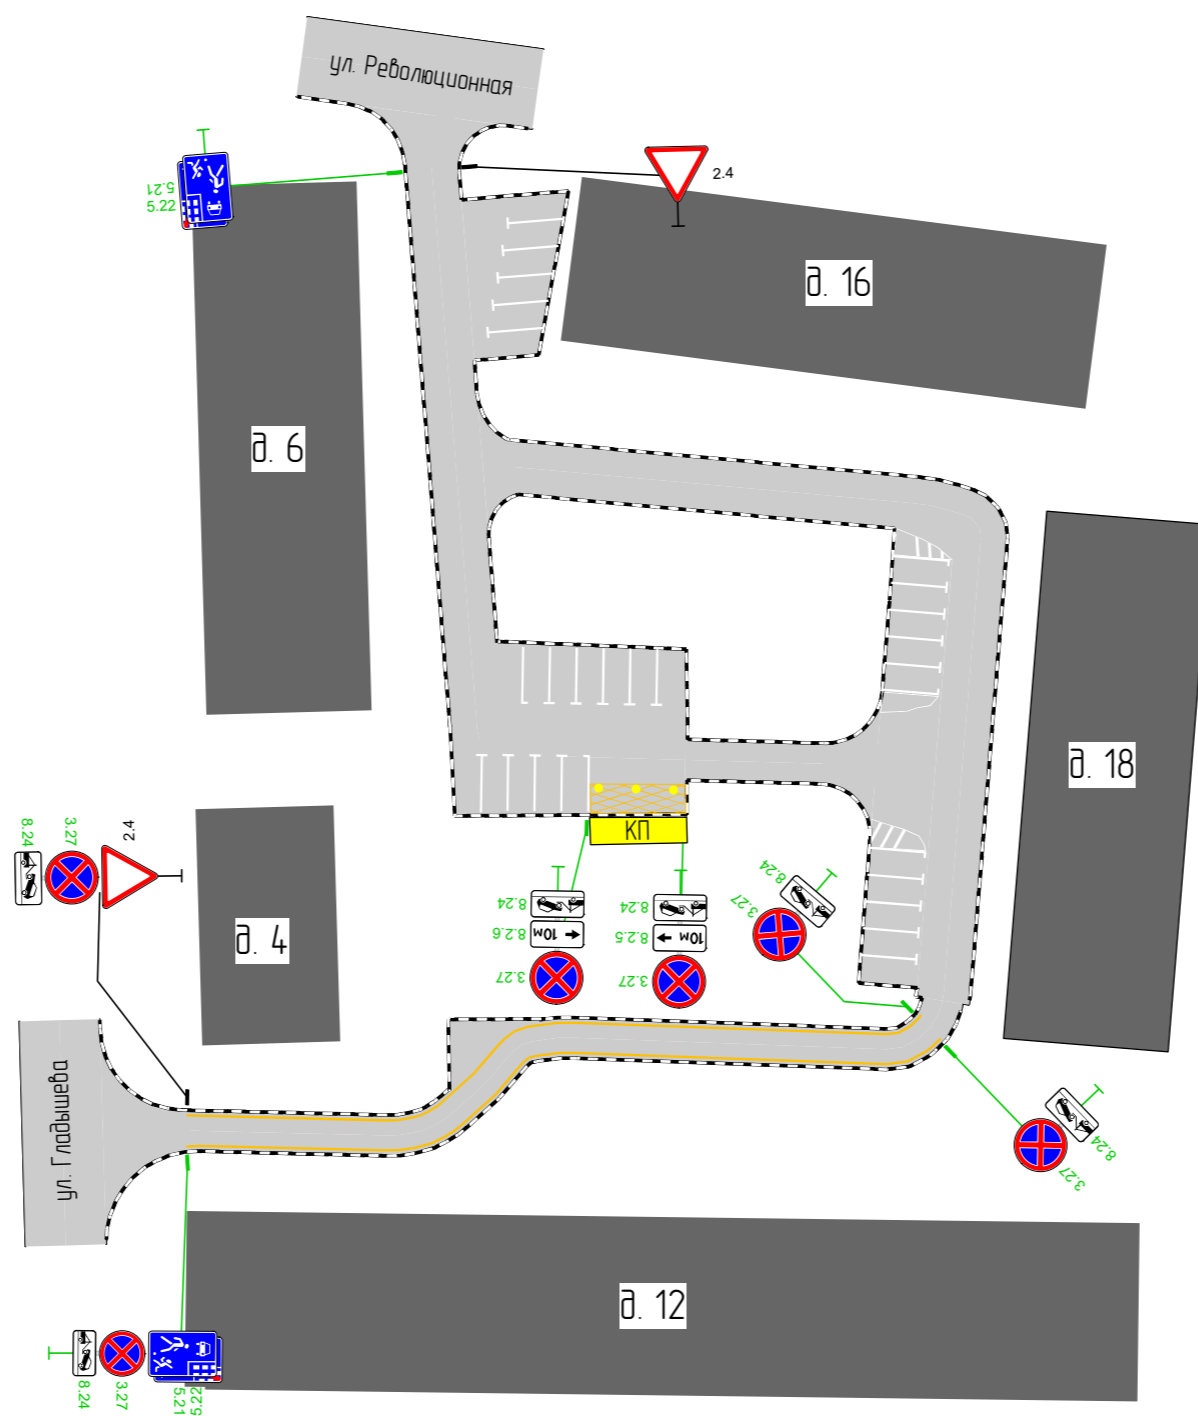 ул. Революционная
2.4
5.21
5.22
д. 16
д. 6
д. 18
КП
8.24
3.27
2.4
д. 4
8.24
8.2.6
10м
3.27
8.24
8.2.5
10м
3.27
8.24
3.27
ул. Гладышева
8.24
3.27
д. 12
8.24
3.27
5.21
5.22